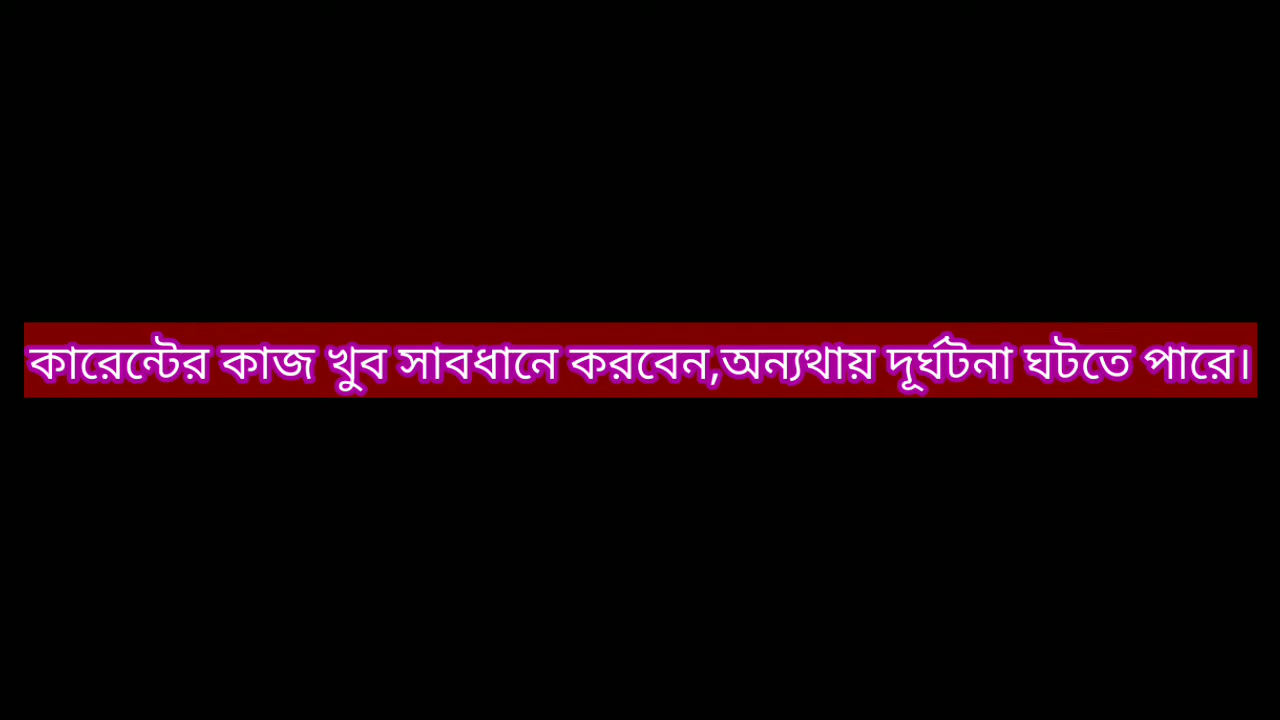 কারেন্টের কাজ খুব সাবধানে করবেন,অন্যথায় দূর্ঘটনা ঘটতে পারে।